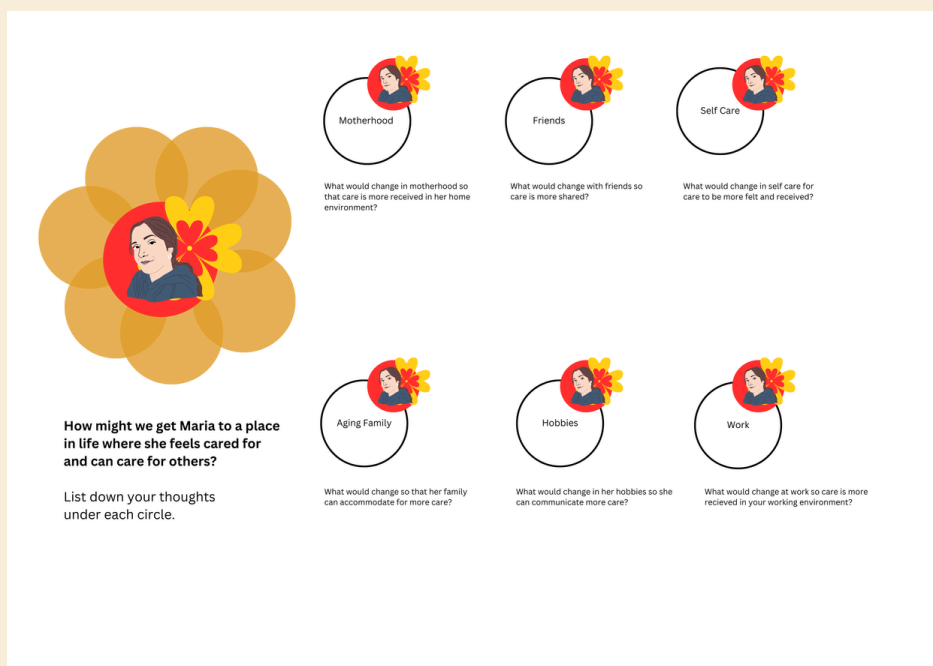 Motherhood
Friends
Self Care
What would change in motherhood so
that care is more received in her home
environment?
What would change with friends so
care is more shared?
What would change in self care for
care to be more felt and received?
How might we get Maria to a place
in life where she feels cared for
and can care for others?
List down your thoughts
under each circle.
Aging Family
Hobbies
Work
What would change so that her family
can accommodate for more care?
What would change in her hobbies so she
can communicate more care?
What would change at work so care is more
recieved in your working environment?